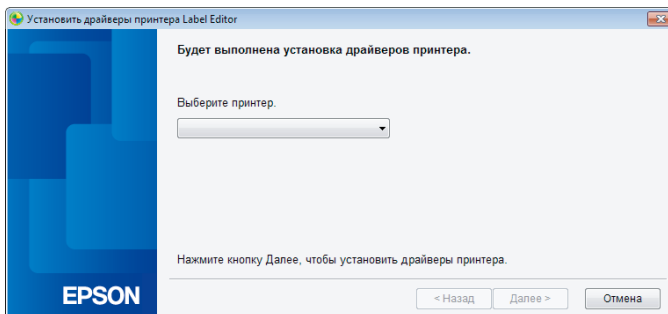 Установить драйверы принтера Label Editor
Будет выполнена установка драйверов принтера.
Выберите принтер.
Нажмите кнопку Далее, чтобы установить драйверы принтера.
EPSON
< Назад
Далее >
Отмена